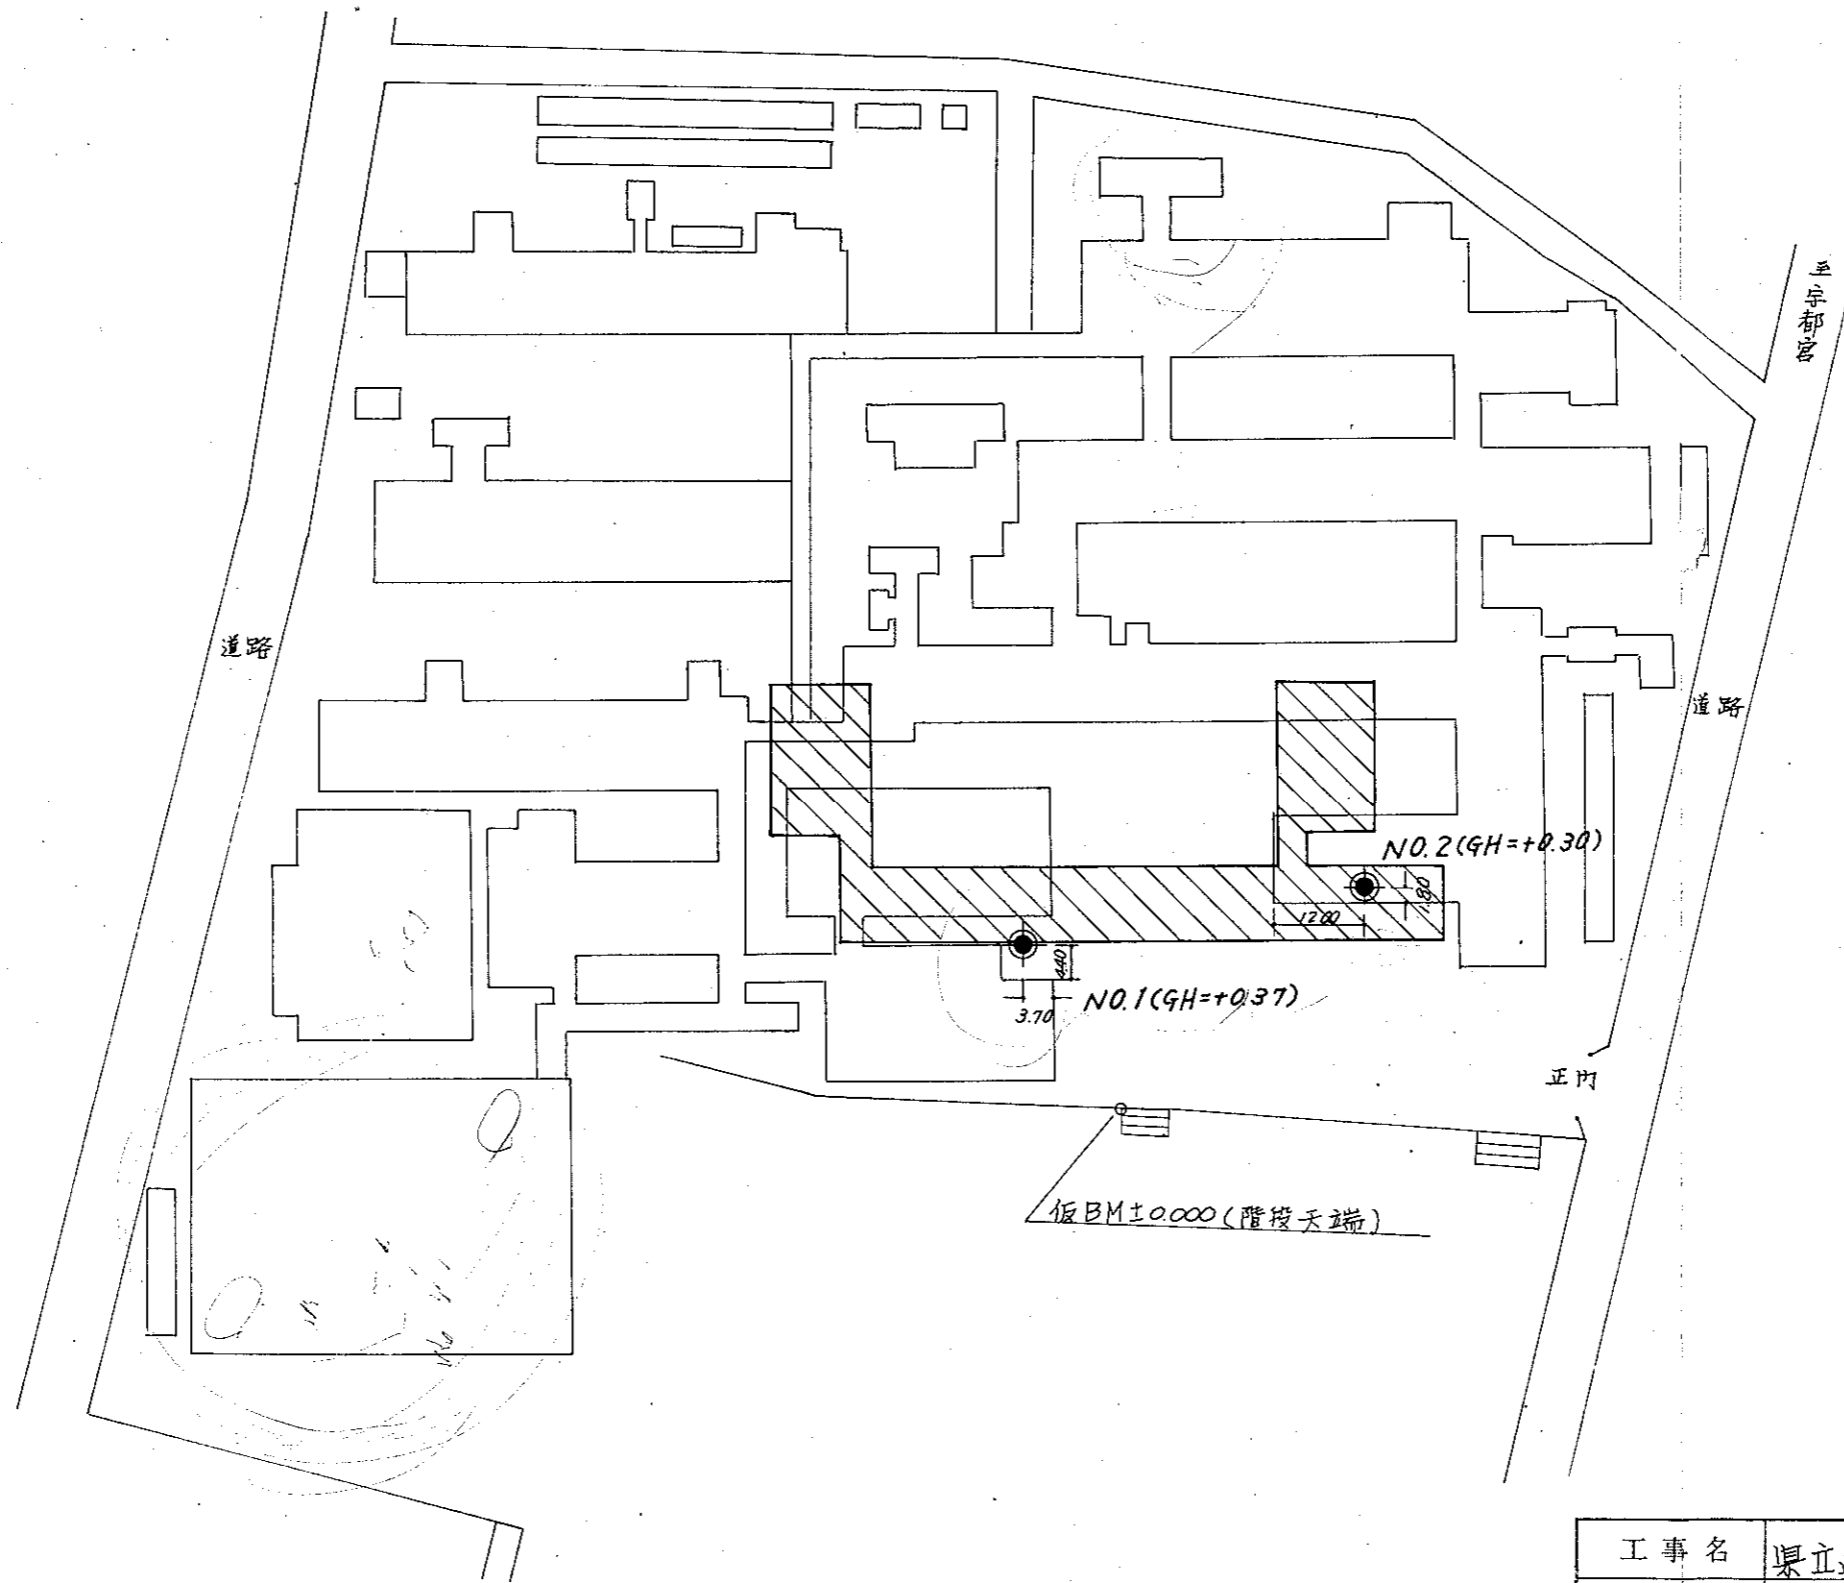 至宇都宮
道路
道路
NO.2(GH=+0.30)
1.80
12.00
4.40
NO.1(GH=+0.37)
3.70
正門
仮BM±0.000(階段天端)
工事名
県立